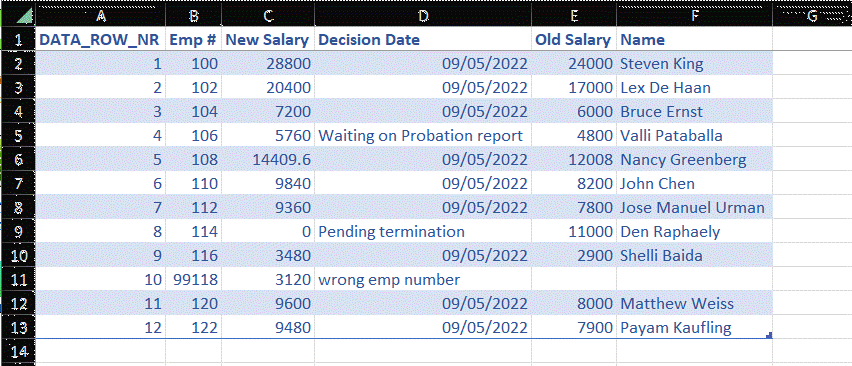 A B C D E F G
1 DATA_ROW_NR Emp # New Salary Decision Date Old Salary Name
2 1 100 28800 09/05/2022 24000 Steven King
3 2 102 20400 09/05/2022 17000 Lex De Haan
4 3 104 7200 09/05/2022 6000 Bruce Ernst
5 4 106 5760 Waiting on Probation report 4800 Valli Pataballa
6 5 108 14409.6 09/05/2022 12008 Nancy Greenberg
7 6 110 9840 09/05/2022 8200 John Chen
8 7 112 9360 09/05/2022 7800 Jose Manuel Urman
9 8 114 0 Pending termination 11000 Den Raphaely
10 9 116 3480 09/05/2022 2900 Shelli Baida
11 10 99118 3120 wrong emp number
12 11 120 9600 09/05/2022 8000 Matthew Weiss
13 12 122 9480 09/05/2022 7900 Payam Kaufling
14